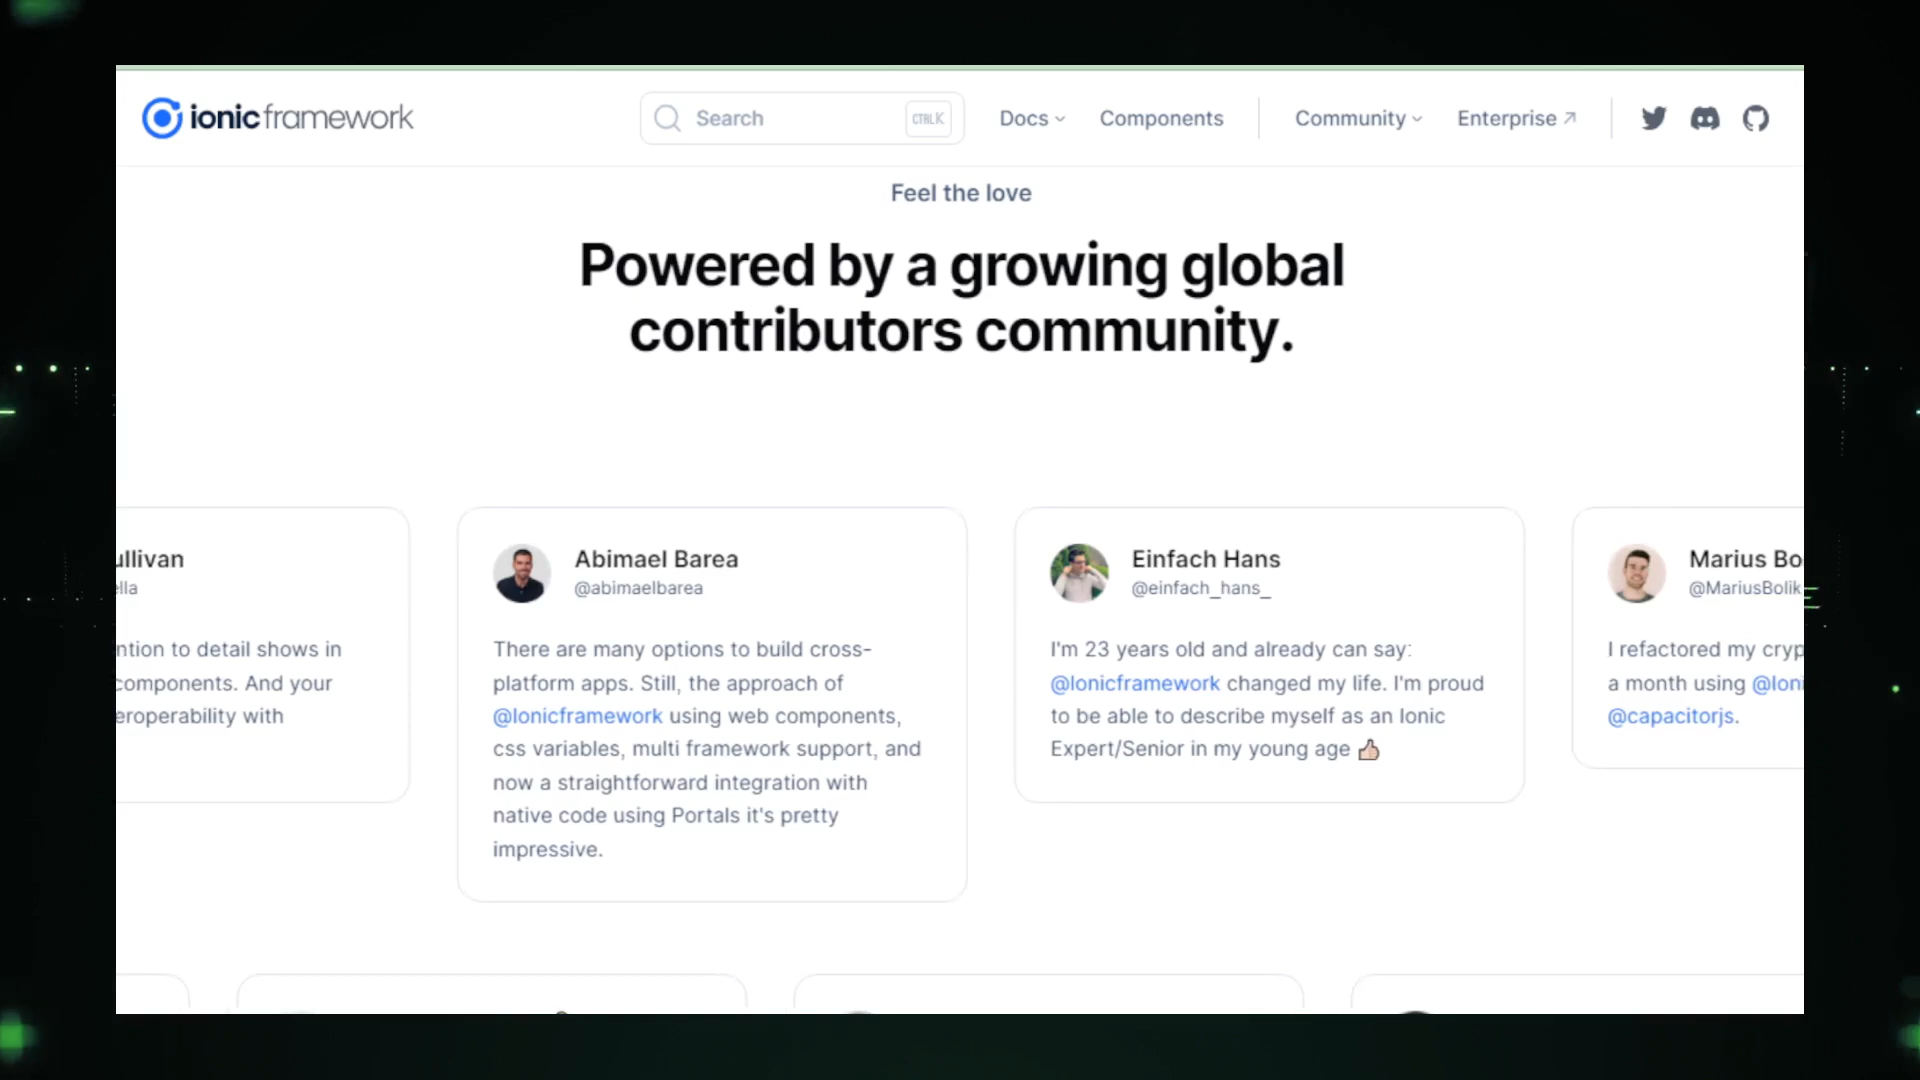 ionic framework
Search
CTRL K
Docs
Components
Community
Enterprise
Feel the love
Powered by a growing global
contributors community.
ullivan
ella
ntion to detail shows in
components. And your
eroperability with
Abimael Barea
@abimaelbarea
There are many options to build cross-
platform apps. Still, the approach of
@Ionicframework using web components,
css variables, multi framework support, and
now a straightforward integration with
native code using Portals it's pretty
impressive.
Einfach Hans
@einfach_hans_
I'm 23 years old and already can say:
@Ionicframework changed my life. I'm proud
to be able to describe myself as an Ionic
Expert/Senior in my young age 👍🏻
Marius Bo
@MariusBolik
I refactored my cryp
a month using @Ioni
@capacitorjs.